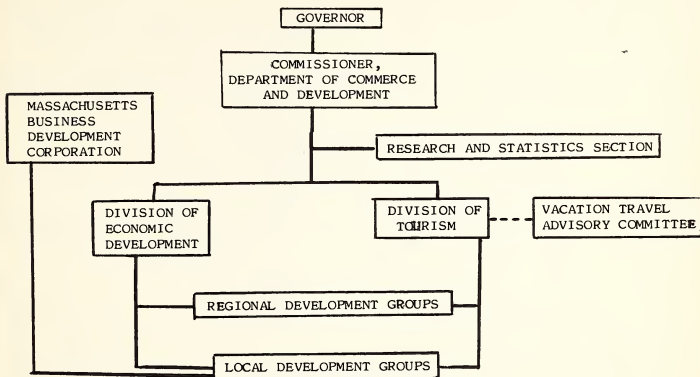 GOVERNOR
COMMISSIONER,
DEPARTMENT OF COMMERCE
AND DEVELOPMENT
MASSACHUSETTS
BUSINESS
DEVELOPMENT
CORPORATION
RESEARCH AND STATISTICS SECTION
DIVISION OF
ECONOMIC
DEVELOPMENT
DIVISION OF
TOURISM
VACATION TRAVEL
ADVISORY COMMITTEE
REGIONAL DEVELOPMENT GROUPS
LOCAL DEVELOPMENT GROUPS